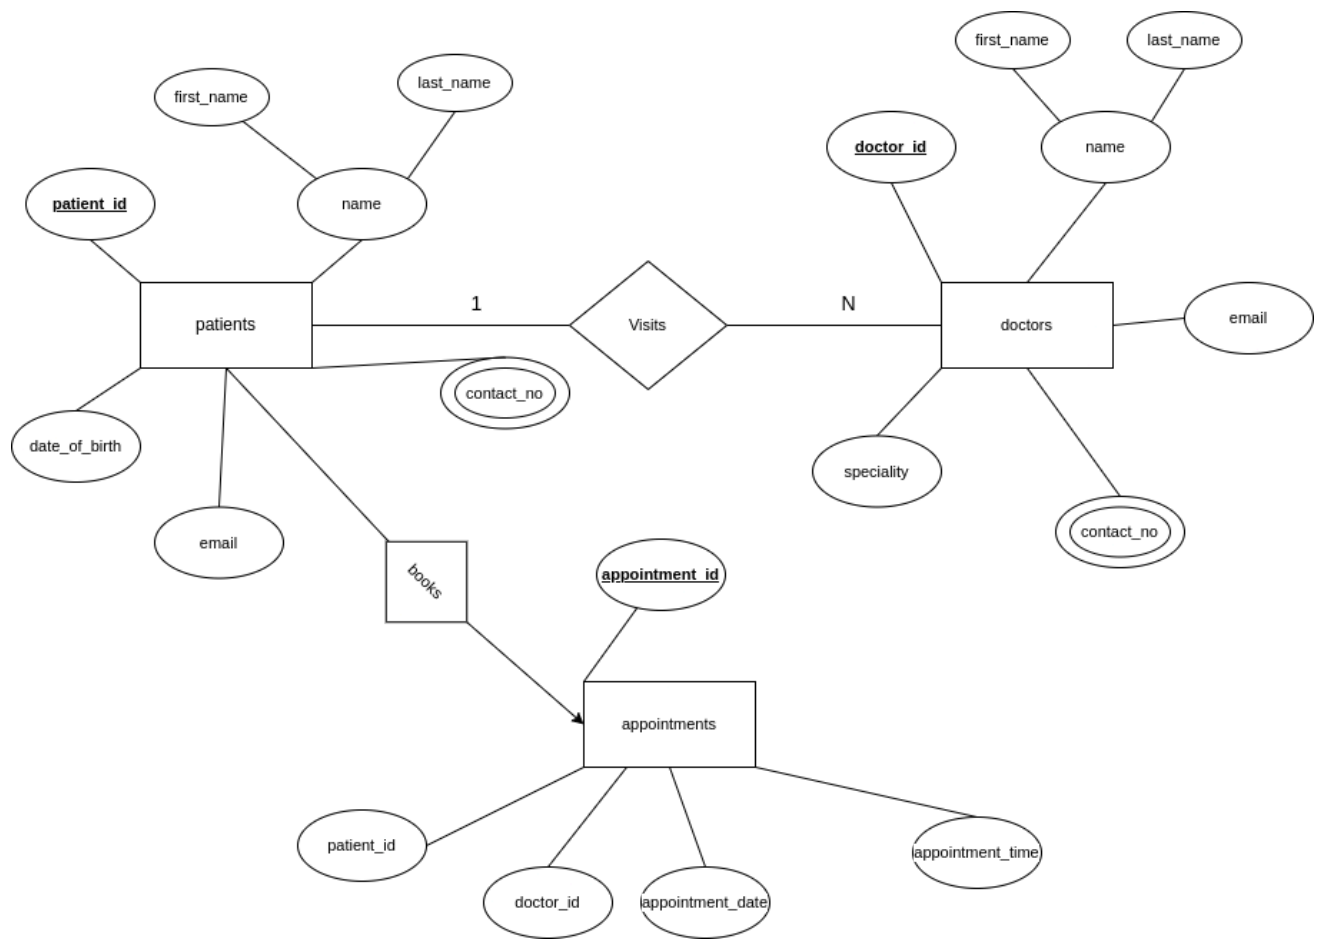 first_name
last_name
first_name
last_name
doctor_id
name
patient_id
name
1
N
patients
Visits
doctors
email
contact_no
date_of_birth
speciality
contact_no
email
books
appointment_id
appointments
patient_id
appointment_time
doctor_id
appointment_date